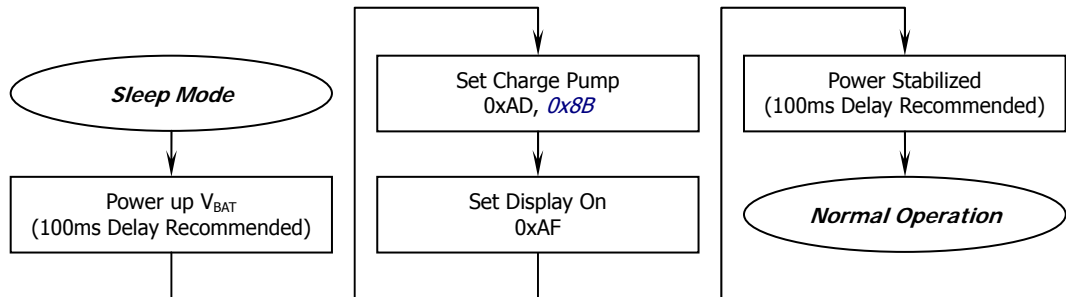 Sleep Mode
Power up VBAT
(100ms Delay Recommended)
Set Charge Pump
0xAD, 0x8B
Set Display On
0xAF
Power Stabilized
(100ms Delay Recommended)
Normal Operation